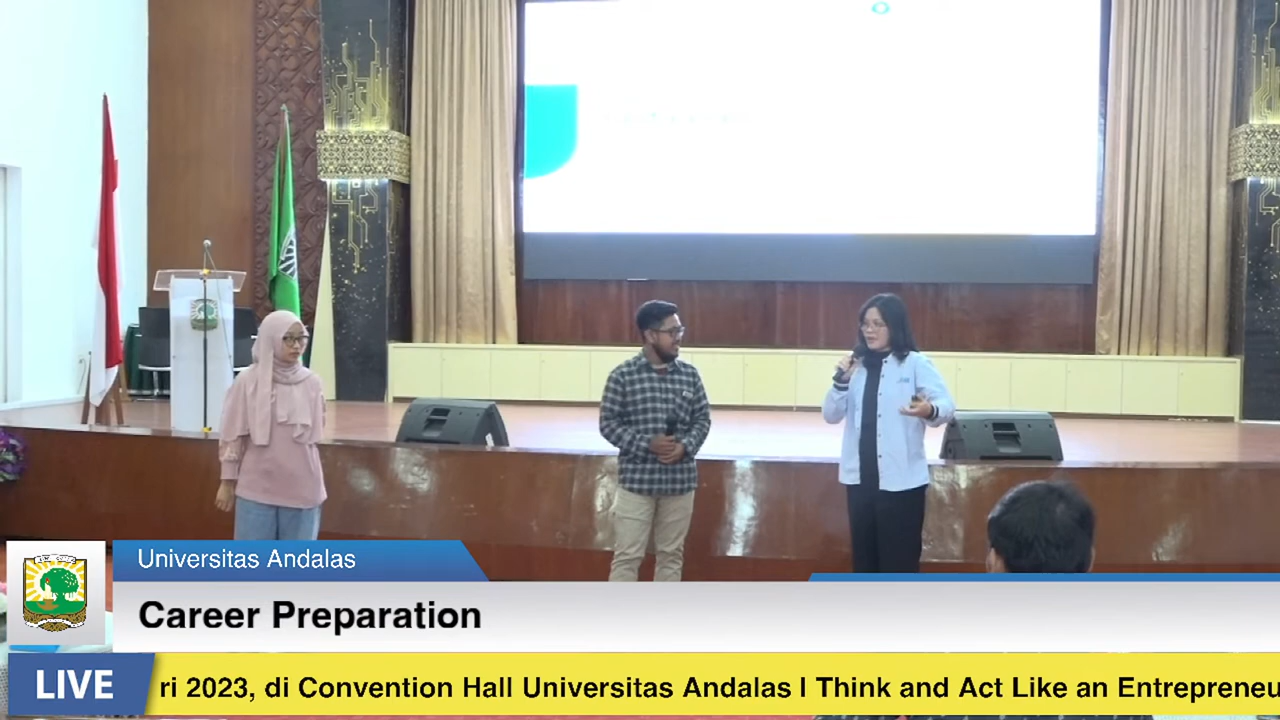 Universitas Andalas
Career Preparation
LIVE
ri 2023, di Convention Hall Universitas Andalas I Think and Act Like an Entrepreneu